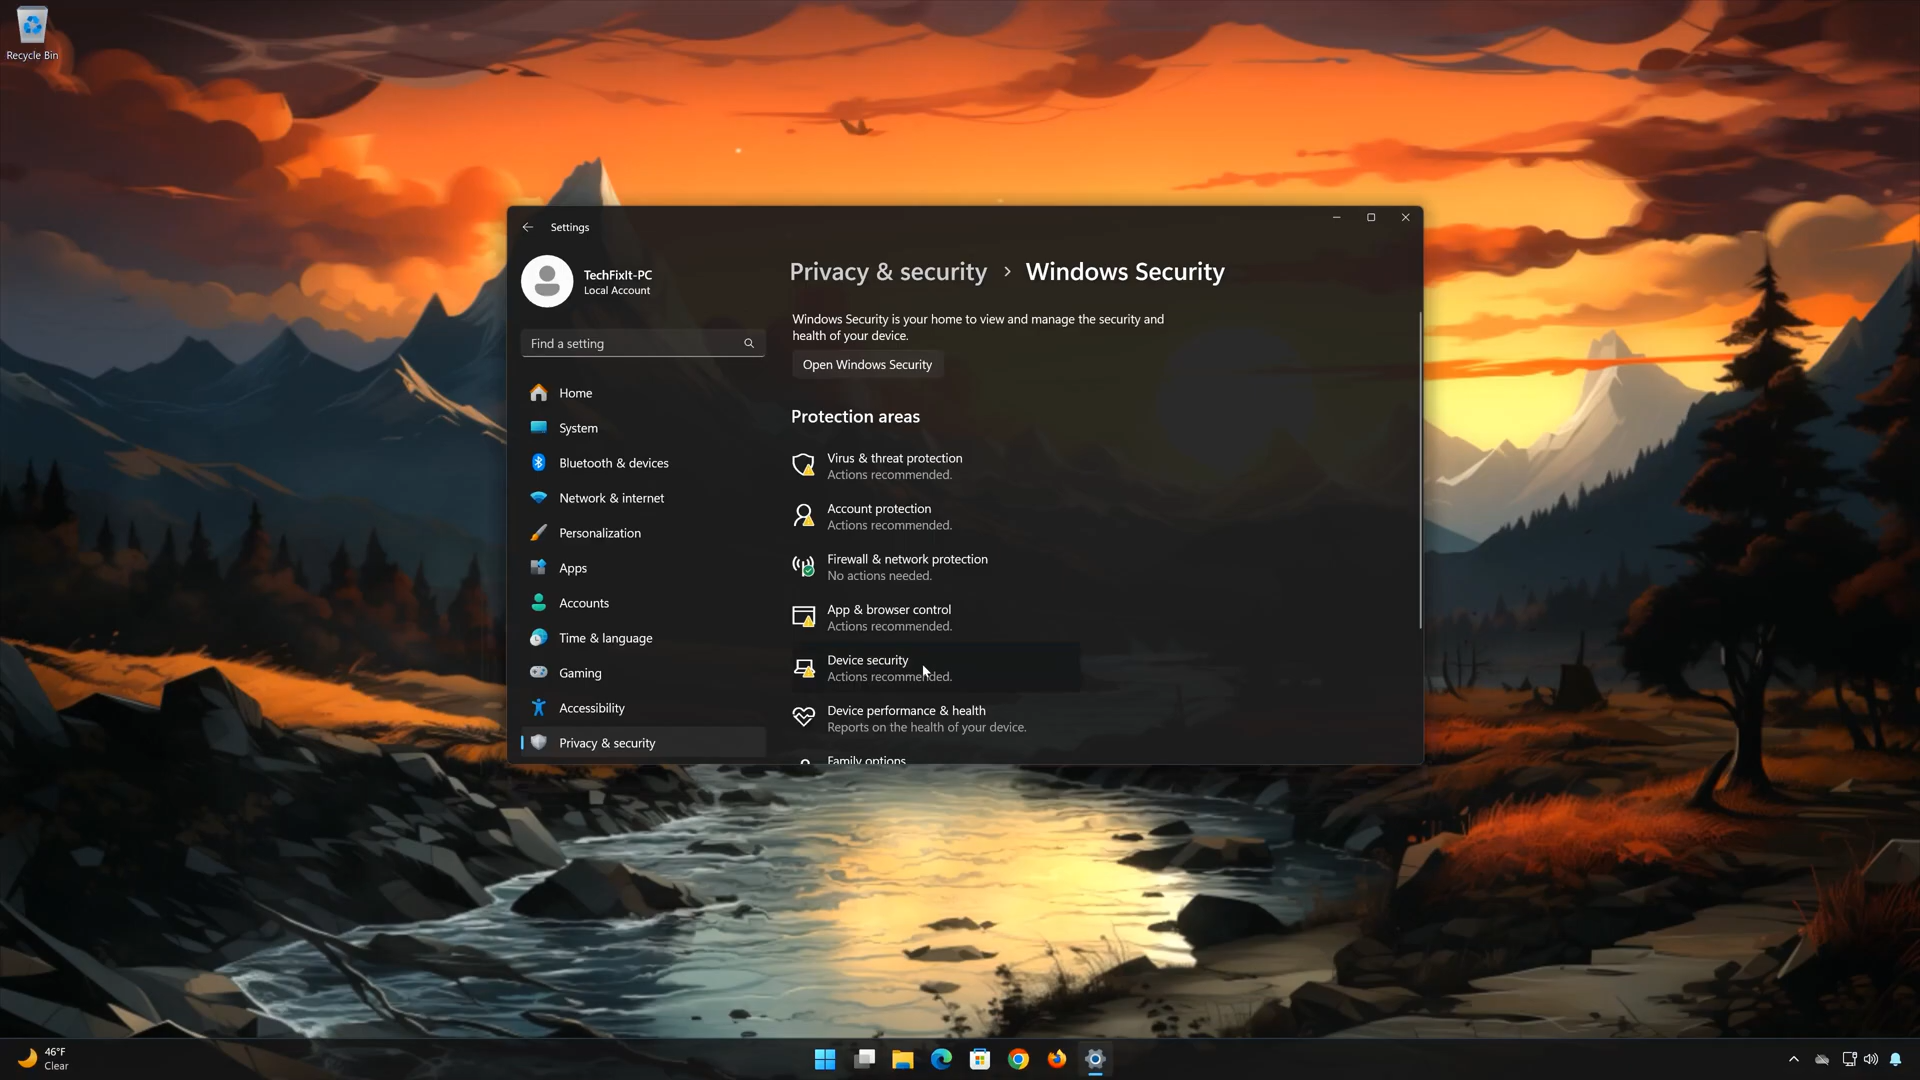 Recycle Bin
Settings
TechFixIt-PC
Local Account
Find a setting
Home
System
Bluetooth & devices
Network & internet
Personalization
Apps
Accounts
Time & language
Gaming
Accessibility
Privacy & security
Privacy & security › Windows Security
Windows Security is your home to view and manage the security and
health of your device.
Open Windows Security
Protection areas
Virus & threat protection
Actions recommended.
Account protection
Actions recommended.
Firewall & network protection
No actions needed.
App & browser control
Actions recommended.
Device security
Actions recommended.
Device performance & health
Reports on the health of your device.
Family options
46°F
Clear